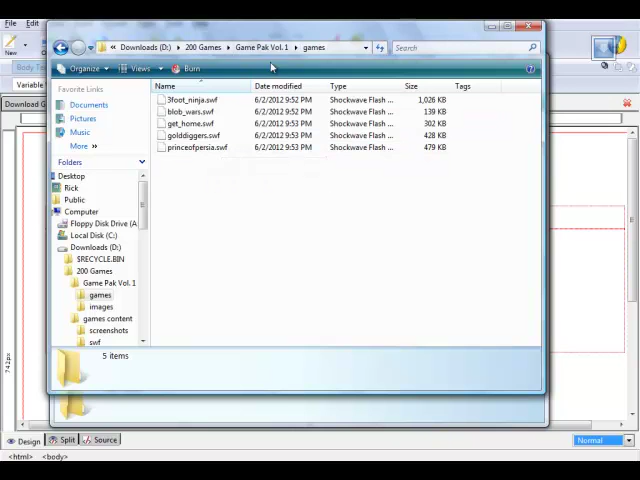 File Edit
Downloads (D:) 200 Games Game Pak Vol. 1 games Search
New
Organize Views Burn ?
Body
Variable
Download G
Favorite Links
Documents
Pictures
Music
More »
Folders
Desktop
Rick
Public
Computer
Floppy Disk Drive (A:
Local Disk (C:)
Downloads (D:)
$RECYCLE.BIN
200 Games
Game Pak Vol. 1
games
images
games content
screenshots
swf
Name Date modified Type Size Tags
3foot_ninja.swf 6/2/2012 9:52 PM Shockwave Flash ... 1,026 KB
blob_wars.swf 6/2/2012 9:52 PM Shockwave Flash ... 139 KB
get_home.swf 6/2/2012 9:53 PM Shockwave Flash ... 302 KB
golddiggers.swf 6/2/2012 9:53 PM Shockwave Flash ... 428 KB
princeofpersia.swf 6/2/2012 9:53 PM Shockwave Flash ... 479 KB
5 items
742px
Design Split Source Normal
<html> <body>